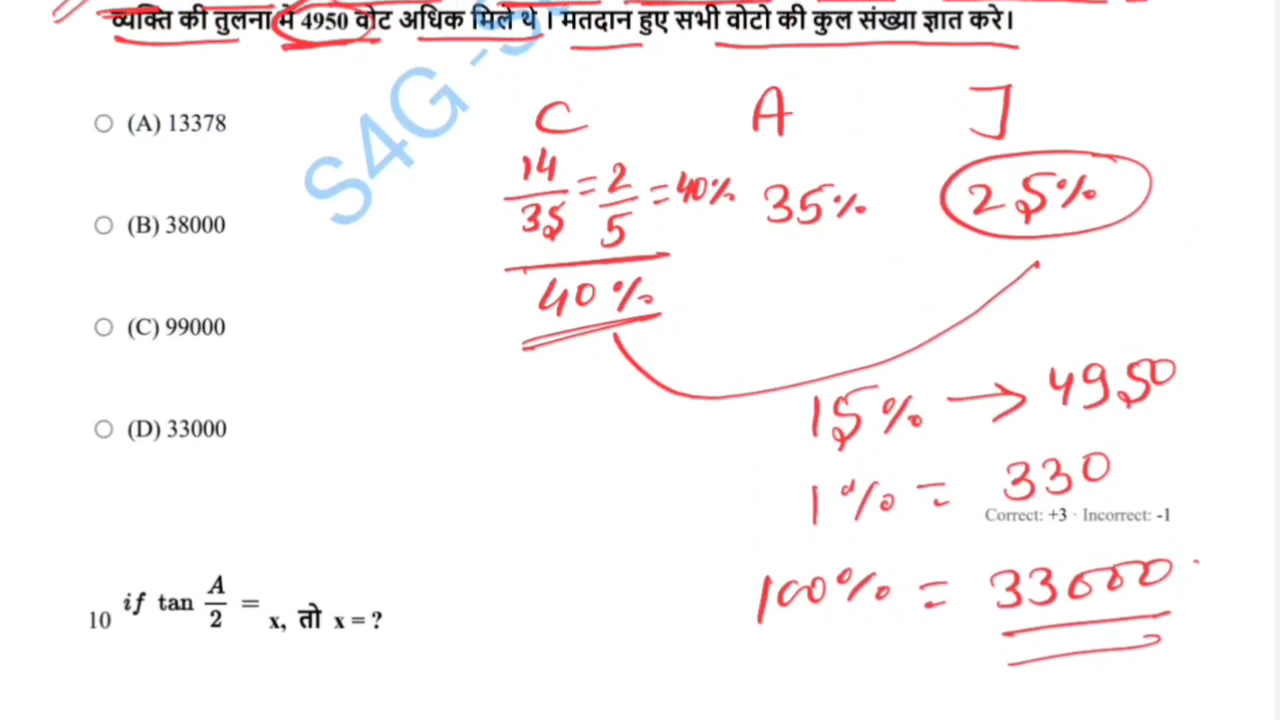 व्यक्ति की तुलना में 4950 वोट अधिक मिले थे । मतदान हुए सभी वोटो की कुल संख्या ज्ञात करे।
S4G -S
C A J
(A) 13378
14/35 = 2/5 = 40% 35% 25%
(B) 38000
40%
(C) 99000
15% → 4950
(D) 33000
1% = 330
Correct: +3 · Incorrect: -1
100% = 33000
10 if tan A/2 = x, तो x = ?